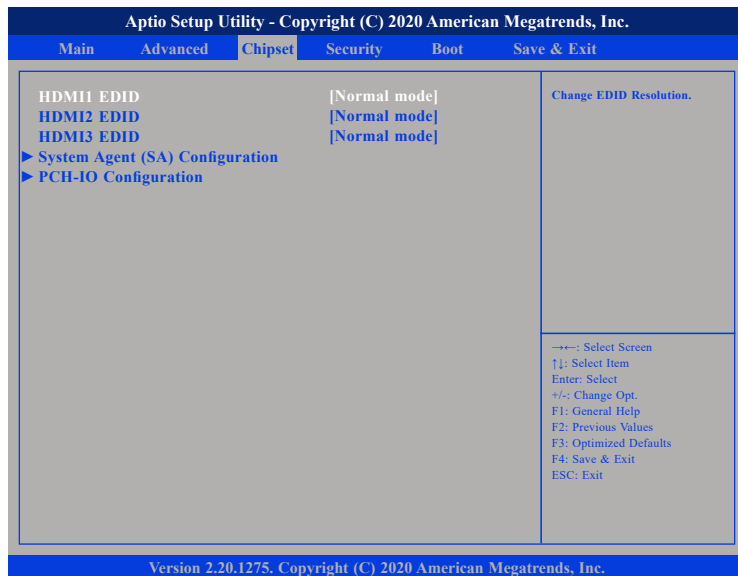 Aptio Setup Utility - Copyright (C) 2020 American Megatrends, Inc.
Main Advanced Chipset Security Boot Save & Exit
HDMI1 EDID [Normal mode]
HDMI2 EDID [Normal mode]
HDMI3 EDID [Normal mode]
▶ System Agent (SA) Configuration
▶ PCH-IO Configuration
Change EDID Resolution.
→←: Select Screen
↑↓: Select Item
Enter: Select
+/-: Change Opt.
F1: General Help
F2: Previous Values
F3: Optimized Defaults
F4: Save & Exit
ESC: Exit
Version 2.20.1275. Copyright (C) 2020 American Megatrends, Inc.